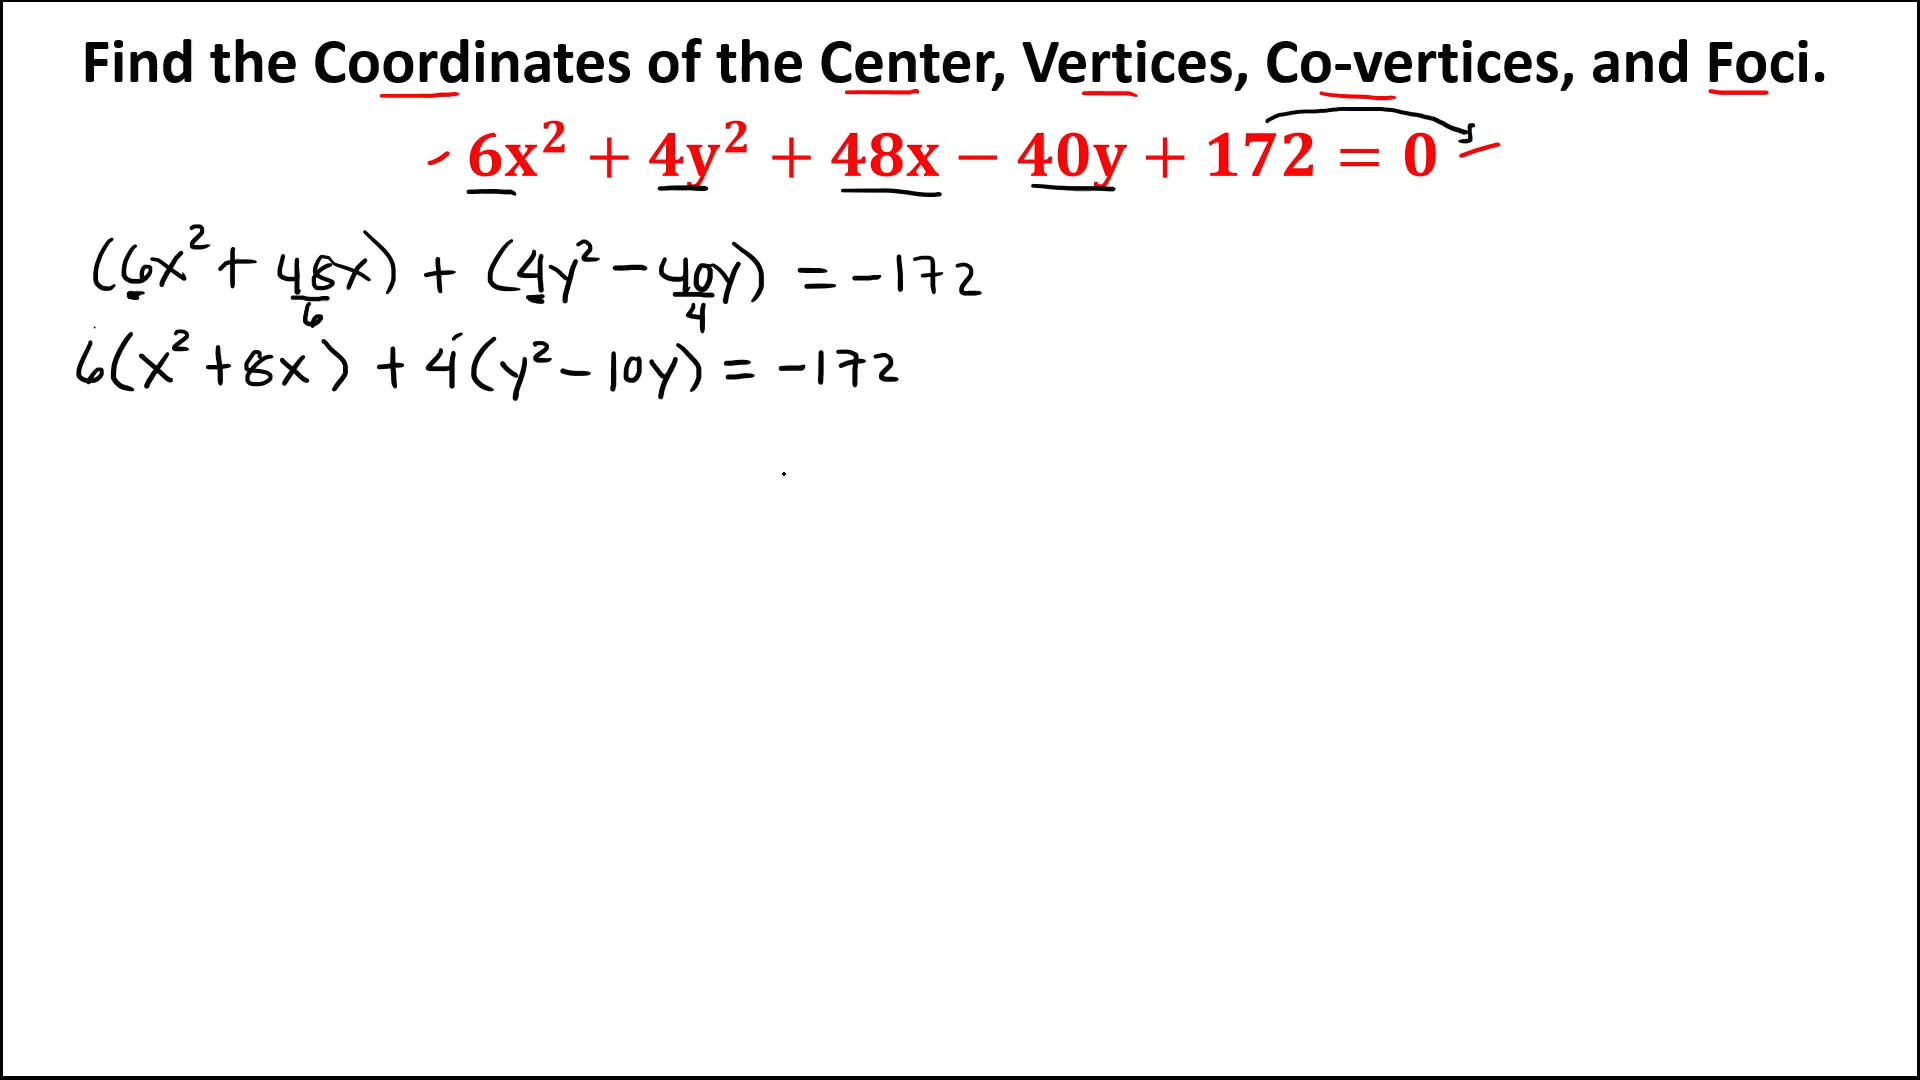 Find the Coordinates of the Center, Vertices, Co-vertices, and Foci.
6x² + 4y² + 48x − 40y + 172 = 0
(6x² + 48x) + (4y² − 40y) = −172
6 4
6(x² + 8x) + 4(y² − 10y) = −172